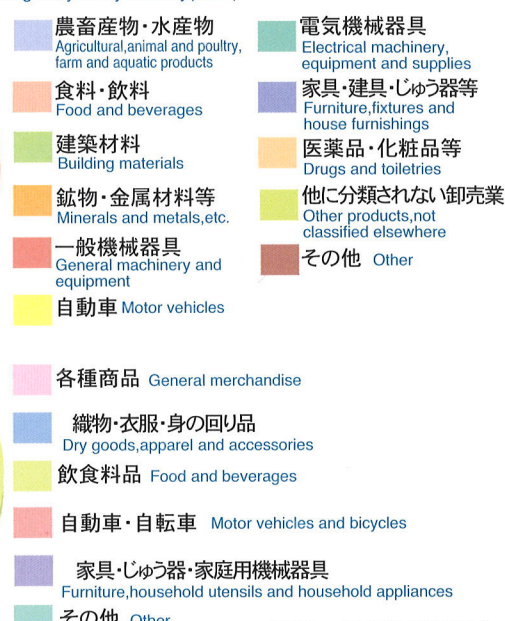 農畜産物・水産物
Agricultural,animal and poultry,
farm and aquatic products
食料・飲料
Food and beverages
建築材料
Building materials
鉱物・金属材料等
Minerals and metals,etc.
一般機械器具
General machinery and
equipment
自動車 Motor vehicles
電気機械器具
Electrical machinery,
equipment and supplies
家具・建具・じゅう器等
Furniture,fixtures and
house furnishings
医薬品・化粧品等
Drugs and toiletries
他に分類されない卸売業
Other products,not
classified elsewhere
その他 Other
各種商品 General merchandise
織物・衣服・身の回り品
Dry goods,apparel and accessories
飲食料品 Food and beverages
自動車・自転車 Motor vehicles and bicycles
家具・じゅう器・家庭用機械器具
Furniture,household utensils and household appliances
その他 Other